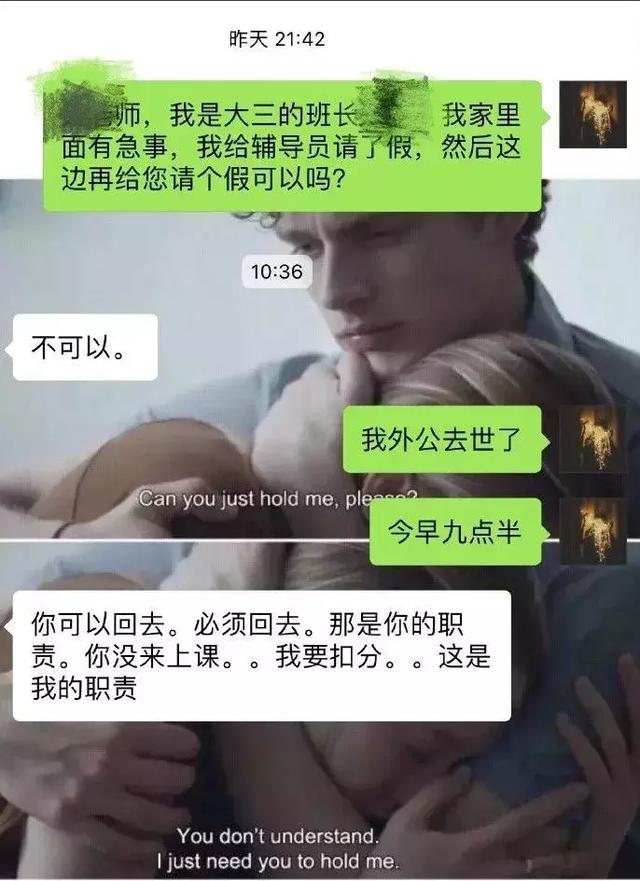 昨天 21:42
师，我是大三的班长 我家里
面有急事，我给辅导员请了假，然后这
边再给您请个假可以吗？
10:36
不可以。
我外公去世了
Can you just hold me, please?
今早九点半
你可以回去。必须回去。那是你的职
责。你没来上课。。我要扣分。。这是
我的职责
You don't understand.
I just need you to hold me.